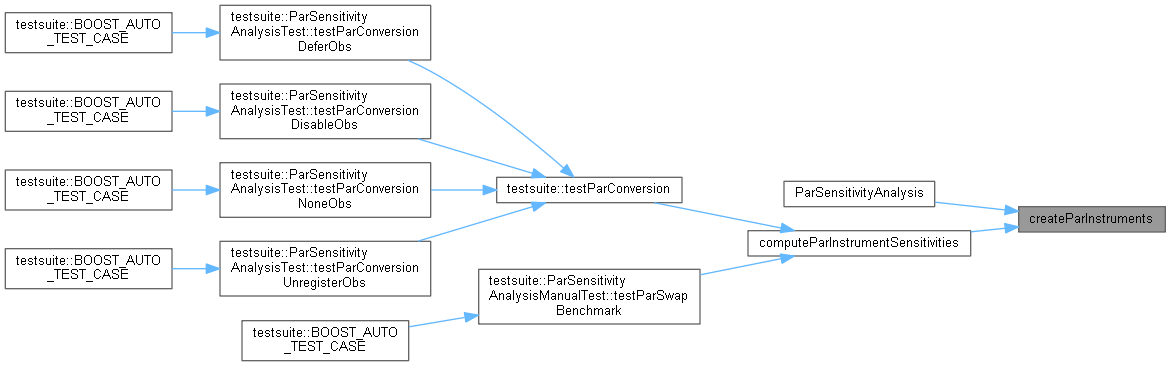 testsuite::BOOST_AUTO
_TEST_CASE
testsuite::ParSensitivity
AnalysisTest::testParConversion
DeferObs
testsuite::BOOST_AUTO
_TEST_CASE
testsuite::ParSensitivity
AnalysisTest::testParConversion
DisableObs
testsuite::BOOST_AUTO
_TEST_CASE
testsuite::ParSensitivity
AnalysisTest::testParConversion
NoneObs
testsuite::testParConversion
ParSensitivityAnalysis
createParInstruments
computeParInstrumentSensitivities
testsuite::BOOST_AUTO
_TEST_CASE
testsuite::ParSensitivity
AnalysisTest::testParConversion
UnregisterObs
testsuite::ParSensitivity
AnalysisManualTest::testParSwap
Benchmark
testsuite::BOOST_AUTO
_TEST_CASE